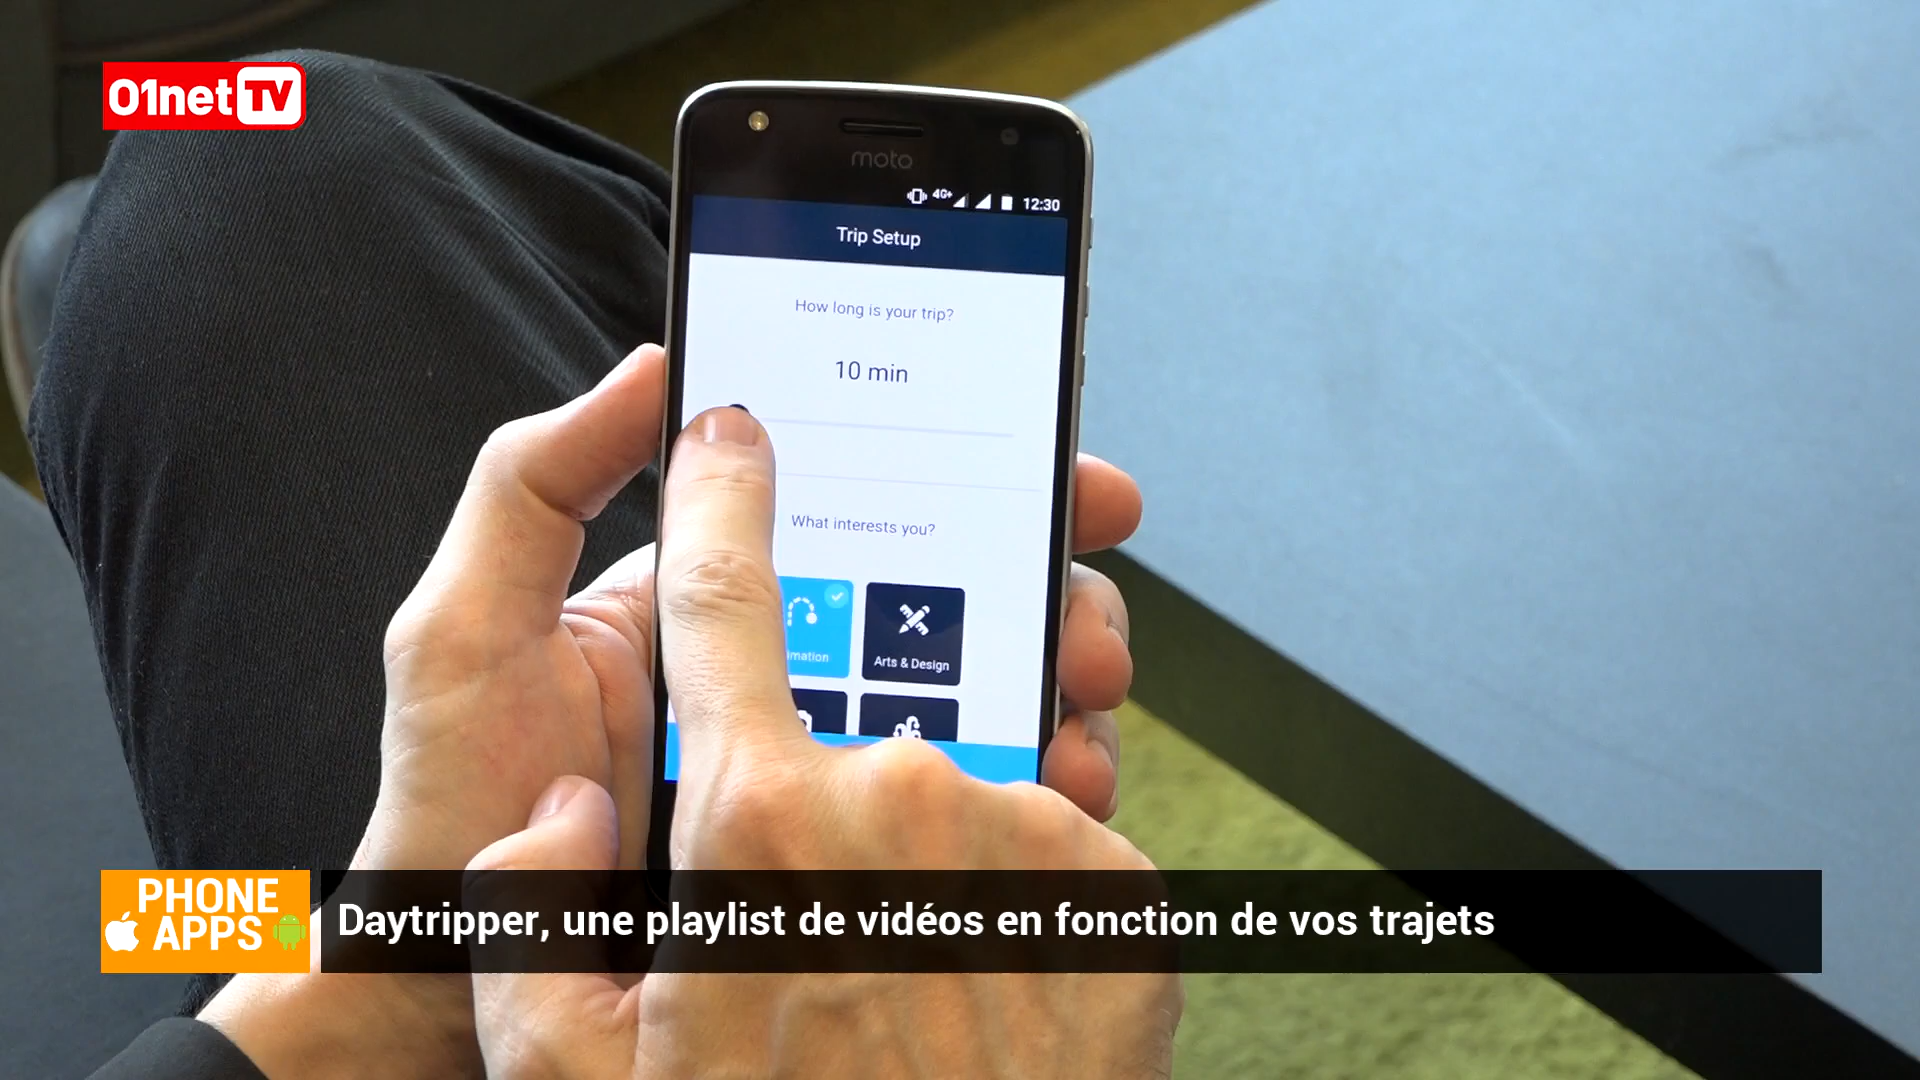 01net TV
moto
4G+ 12:30
Trip Setup
How long is your trip?
10 min
What interests you?
mation
Arts & Design
PHONE
APPS
Daytripper, une playlist de vidéos en fonction de vos trajets